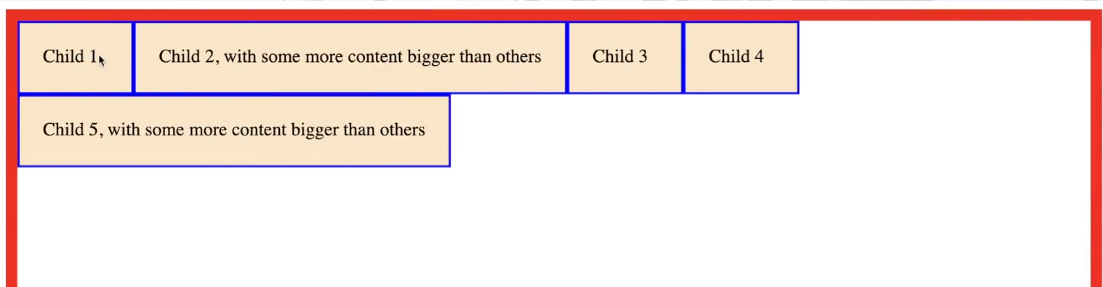 Child 1 Child 2, with some more content bigger than others Child 3 Child 4
Child 5, with some more content bigger than others